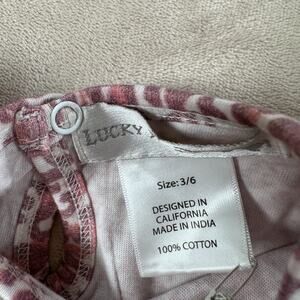 LUCKY
Size: 3/6
DESIGNED IN
CALIFORNIA
MADE IN INDIA
100% COTTON